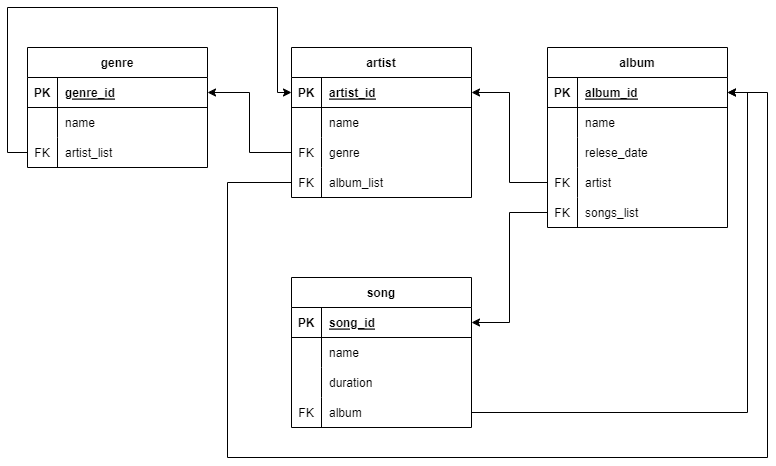 genre
PK genre_id
name
FK artist_list
artist
PK artist_id
name
FK genre
FK album_list
album
PK album_id
name
relese_date
FK artist
FK songs_list
song
PK song_id
name
duration
FK album